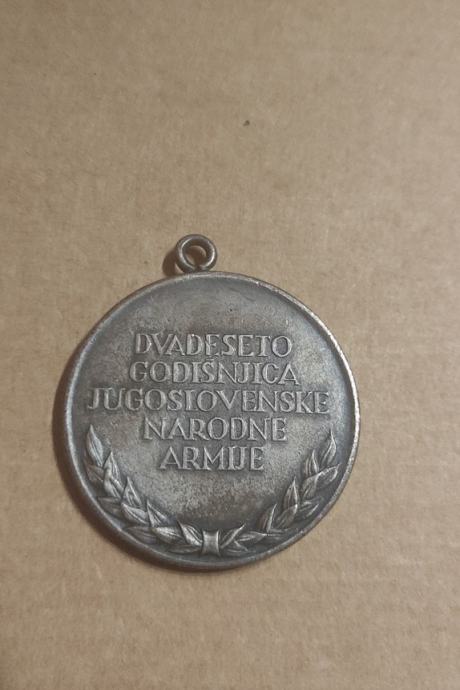 DVADESETO
GODIŠNJICA
JUGOSLOVENSKE
NARODNE
ARMIJE